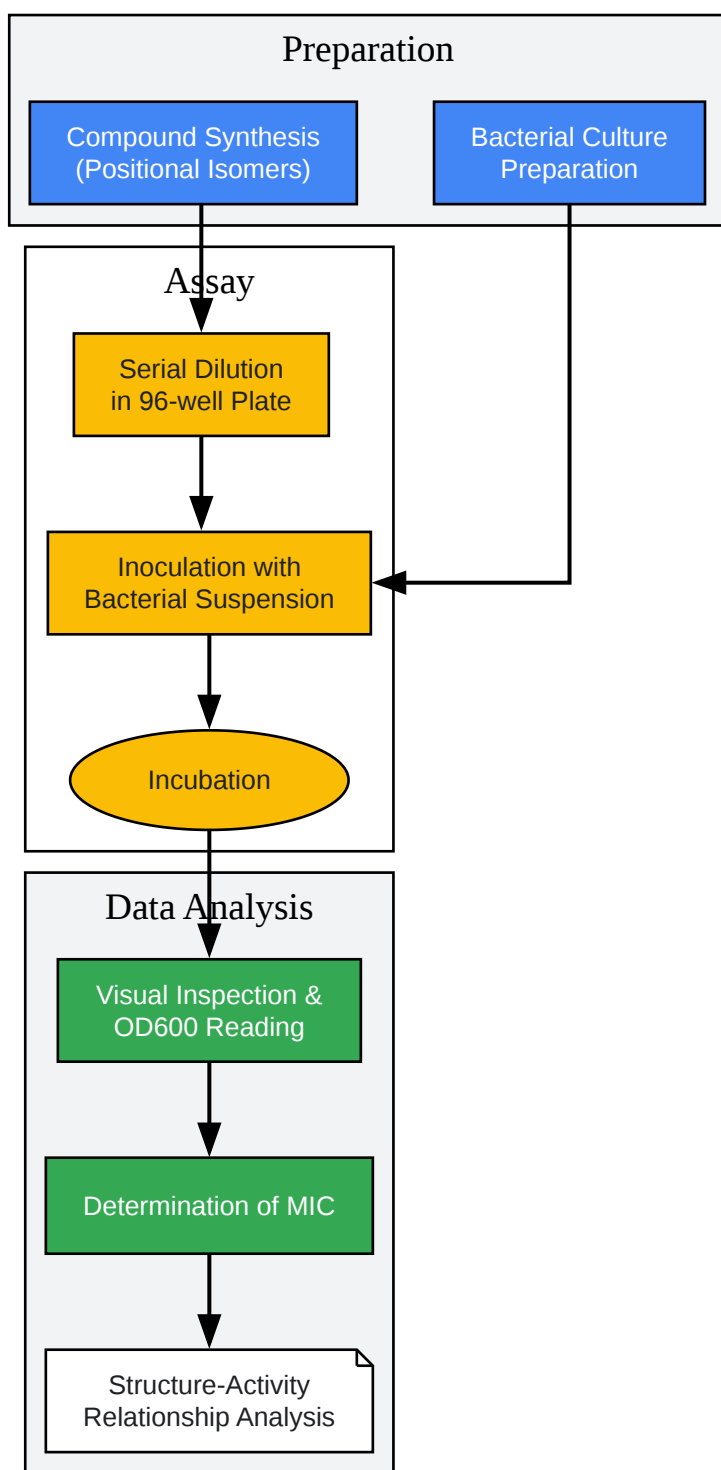 Preparation
Compound Synthesis
(Positional Isomers)
Bacterial Culture
Preparation
Assay
Serial Dilution
in 96-well Plate
Inoculation with
Bacterial Suspension
Incubation
Data Analysis
Visual Inspection &
OD600 Reading
Determination of MIC
Structure-Activity
Relationship Analysis